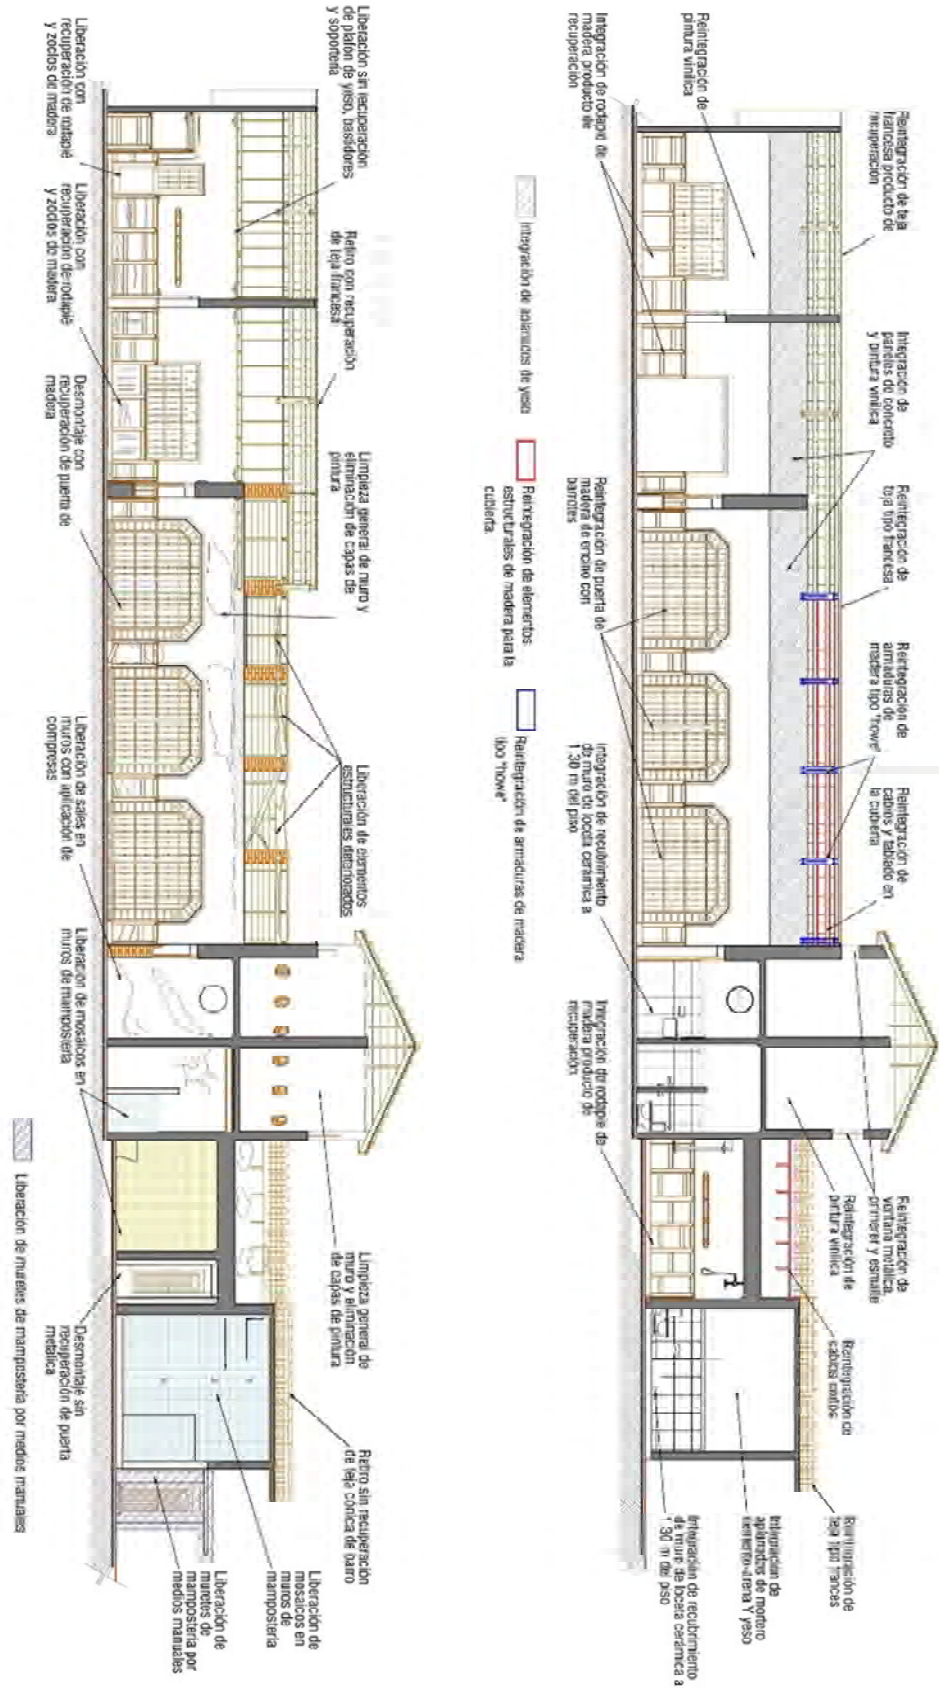 Reintegración de teja
francesa producto de
recuperación
Reintegración de
pintura vinílica
Integración de rodapié de
madera producto de
recuperación
Integración de
paneles de concreto
y pintura vinílica
Reintegración de
teja tipo francesa
Reintegración de
armaduras de
madera tipo "howe"
Reintegración de
cabios y tablado en
la cubierta
Reintegración de puerta de
madera de encino con
barrotes
Integración de recubrimiento
de muro de loceta cerámica a
1.30 m del piso
Integración de rodapie de
madera producto de
recuperación
Reintegración de
ventana metálica,
primerer y esmalte
Reintegración de
pintura vinílica
Reintegración de
cabios cortos
Reintegración de
teja tipo frances
Integración de
aplanados de mortero
cemento-arena Y yeso
Integración de recubrimiento
de muro de loceta cerámica a
1.30 m del piso
Integración de aplanados de yeso
Reintegración de elementos
estructurales de madera para la
cubierta.
Reintegración de armaduras de madera
tipo "howe"
Liberación sin recuperación
de plafón de yeso, bastidores
y soportería
Retiro con recuperación
de teja francesa
Limpieza general de muro y
eliminación de capas de
pintura
Liberación de elementos
estructurales deteriorados
Limpieza general de
muro y eliminación
de capas de pintura
Retiro sin recuperación
de teja cónica de barro
Liberación con
recuperación de rodapié
y zoclos de madera
Liberación con
recuperación de rodapié
y zoclos de madera
Desmontaje con
recuperación de puerta de
madera
Liberación de sales en
muros con aplicación de
compresas
Liberación de mosaicos en
muros de mampostería
Desmontaje sin
recuperación de puerta
metalica
Liberación de
mosaicos en
muros de
mampostería
Liberación de
muretes de
mampostería por
medios manuales
Liberación de muretes de mampostería por medios manuales